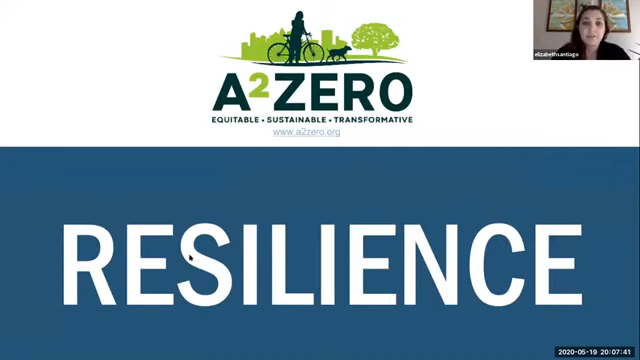 elizabethsantiago
A²ZERO
EQUITABLE • SUSTAINABLE • TRANSFORMATIVE
www.a2zero.org
RESILIENCE
2020-05-19 20:07:41